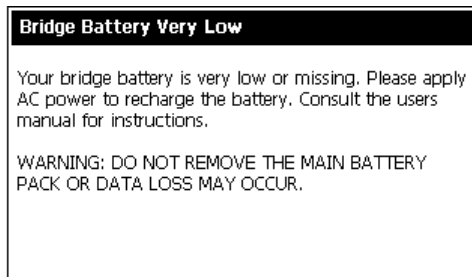 Bridge Battery Very Low
Your bridge battery is very low or missing. Please apply
AC power to recharge the battery. Consult the users
manual for instructions.
WARNING: DO NOT REMOVE THE MAIN BATTERY
PACK OR DATA LOSS MAY OCCUR.